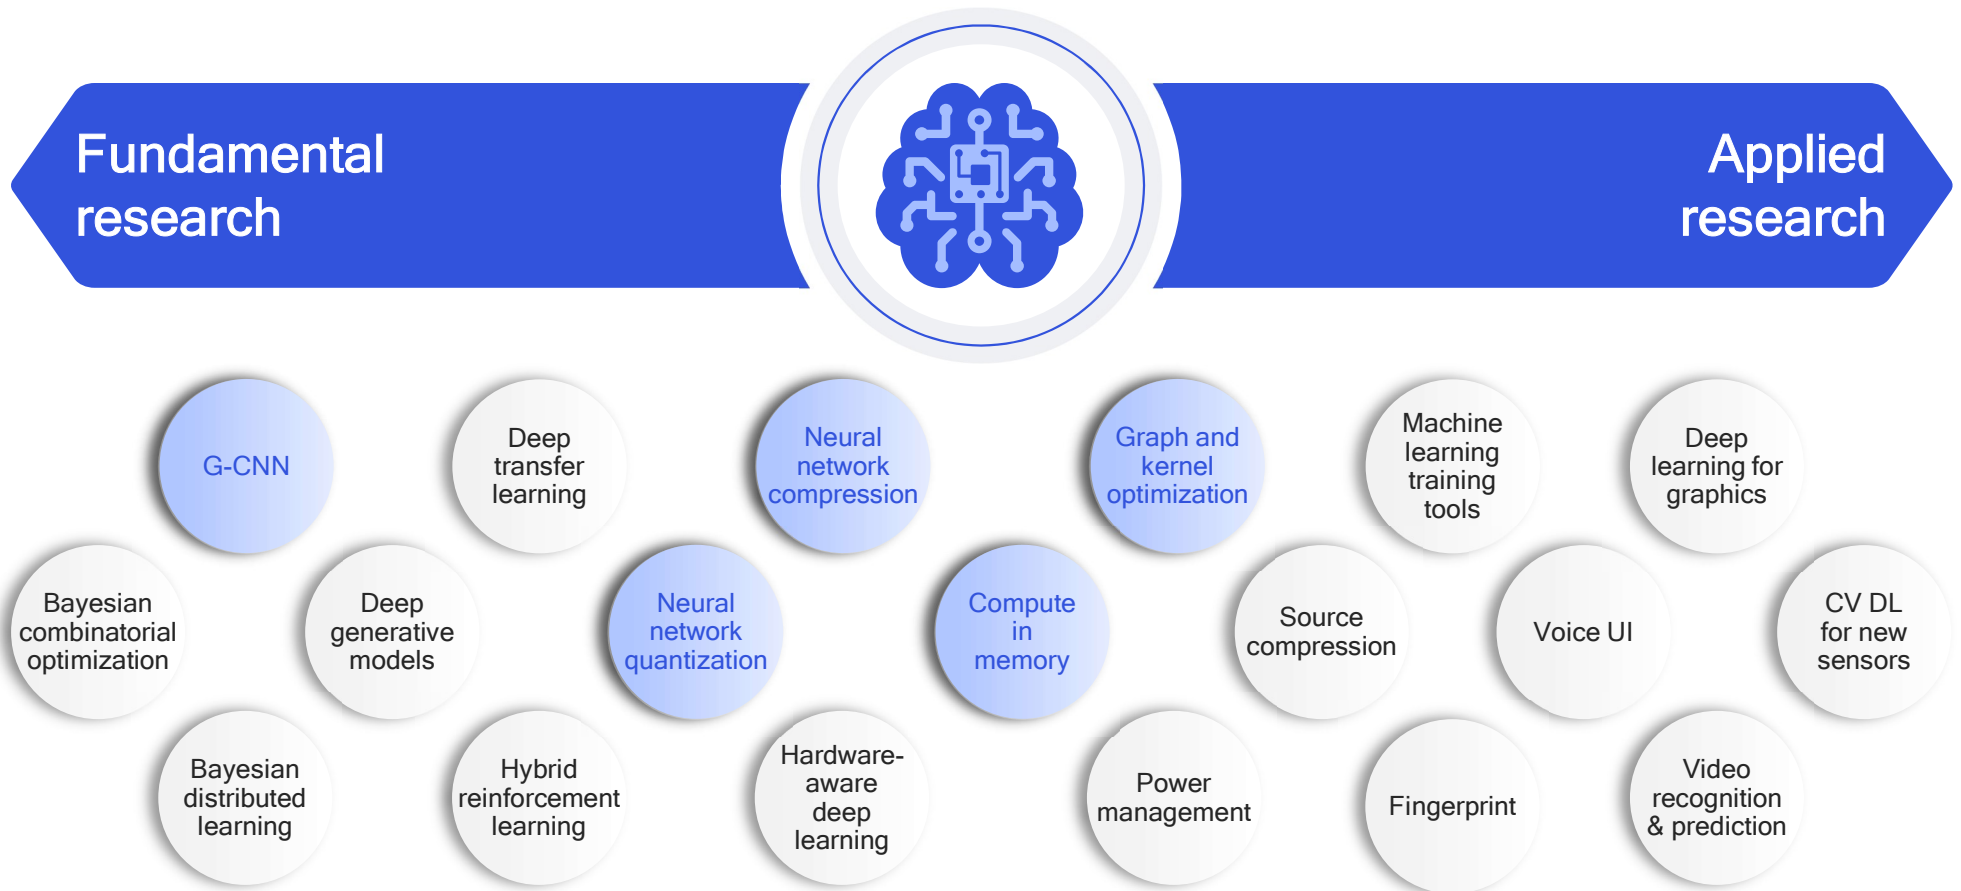 Fundamental
research
Applied
research
G-CNN
Deep
transfer
learning
Neural
network
compression
Graph and
kernel
optimization
Machine
learning
training
tools
Deep
learning for
graphics
Bayesian
combinatorial
optimization
Deep
generative
models
Neural
network
quantization
Compute
in
memory
Source
compression
Voice UI
CV DL
for new
sensors
Bayesian
distributed
learning
Hybrid
reinforcement
learning
Hardware-
aware
deep
learning
Power
management
Fingerprint
Video
recognition
& prediction